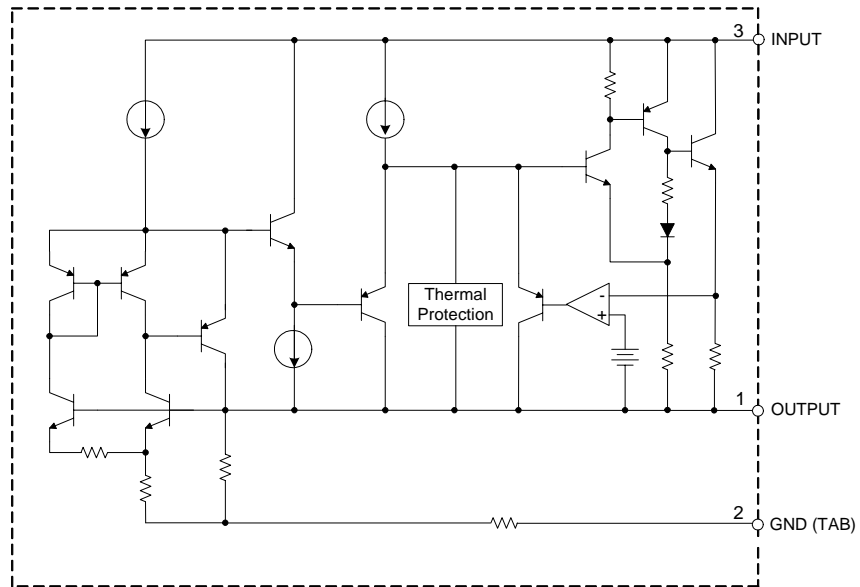 3 INPUT
Thermal
Protection
-
+
1 OUTPUT
2 GND (TAB)